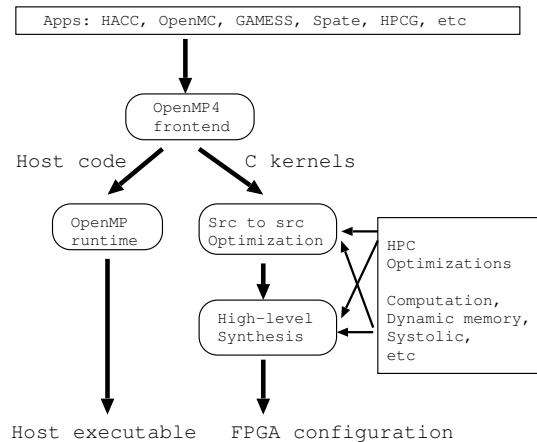 Apps: HACC, OpenMC, GAMESS, Spate, HPCG, etc
OpenMP4
frontend
Host code
C kernels
OpenMP
runtime
Src to src
Optimization
HPC
Optimizations
Computation,
Dynamic memory,
Systolic,
etc
High-level
Synthesis
Host executable
FPGA configuration